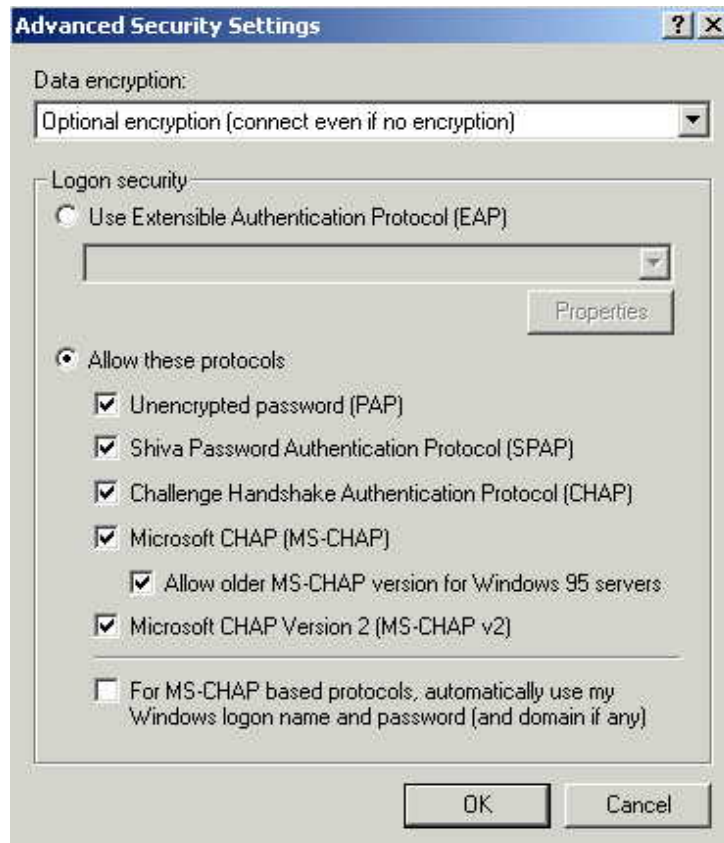 Advanced Security Settings
Data encryption:
Optional encryption (connect even if no encryption)
Logon security
Use Extensible Authentication Protocol (EAP)
Properties
Allow these protocols
Unencrypted password (PAP)
Shiva Password Authentication Protocol (SPAP)
Challenge Handshake Authentication Protocol (CHAP)
Microsoft CHAP (MS-CHAP)
Allow older MS-CHAP version for Windows 95 servers
Microsoft CHAP Version 2 (MS-CHAP v2)
For MS-CHAP based protocols, automatically use my
Windows logon name and password (and domain if any)
OK Cancel